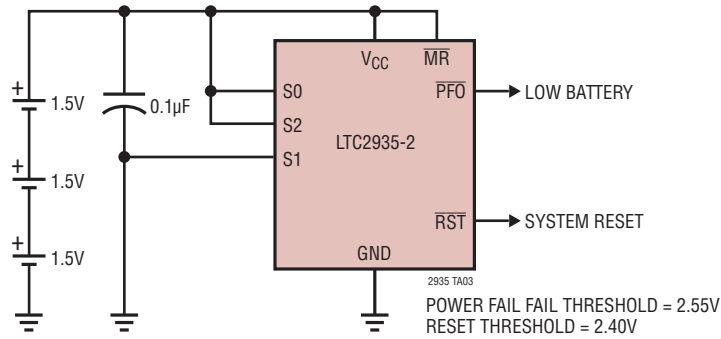 VCC
MR
S0
PFO
LOW BATTERY
+
1.5V
0.1µF
S2
LTC2935-2
S1
+
1.5V
RST
SYSTEM RESET
+
1.5V
GND
2935 TA03
POWER FAIL FAIL THRESHOLD = 2.55V
RESET THRESHOLD = 2.40V